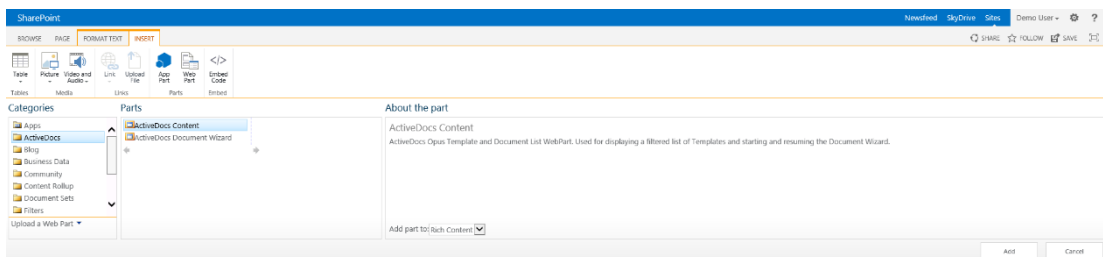 SharePoint Newsfeed SkyDrive Sites Demo User ?
BROWSE PAGE FORMAT TEXT INSERT SHARE FOLLOW SAVE
Table Picture Video and Audio Link Upload File App Part Web Part Embed Code
Tables Media Links Parts Embed
Categories Parts About the part
Apps ActiveDocs Content ActiveDocs Content
ActiveDocs ActiveDocs Document Wizard ActiveDocs Opus Template and Document List WebPart. Used for displaying a filtered list of Templates and starting and resuming the Document Wizard.
Blog
Business Data
Community
Content Rollup
Document Sets
Filters
Upload a Web Part Add part to: Rich Content
Add Cancel